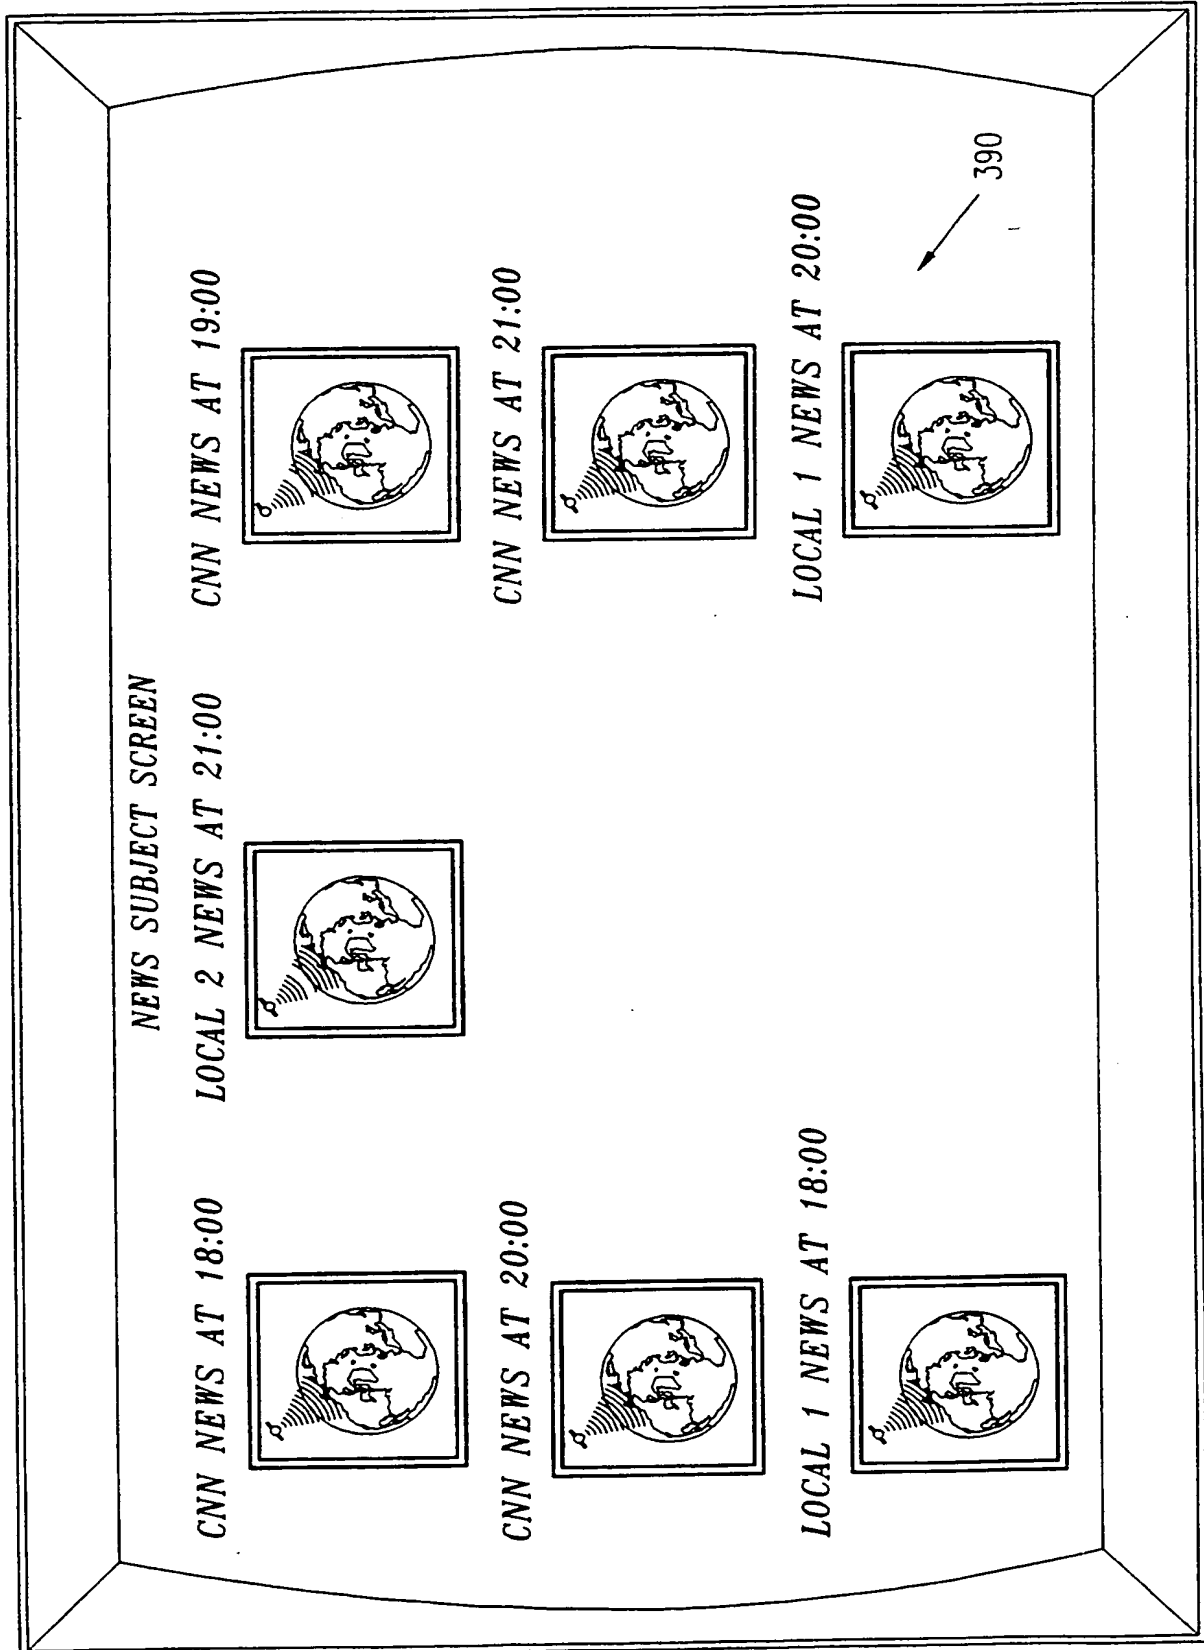 NEWS SUBJECT SCREEN
CNN NEWS AT 18:00
LOCAL 2 NEWS AT 21:00
CNN NEWS AT 19:00
CNN NEWS AT 20:00
CNN NEWS AT 21:00
LOCAL 1 NEWS AT 18:00
LOCAL 1 NEWS AT 20:00
390